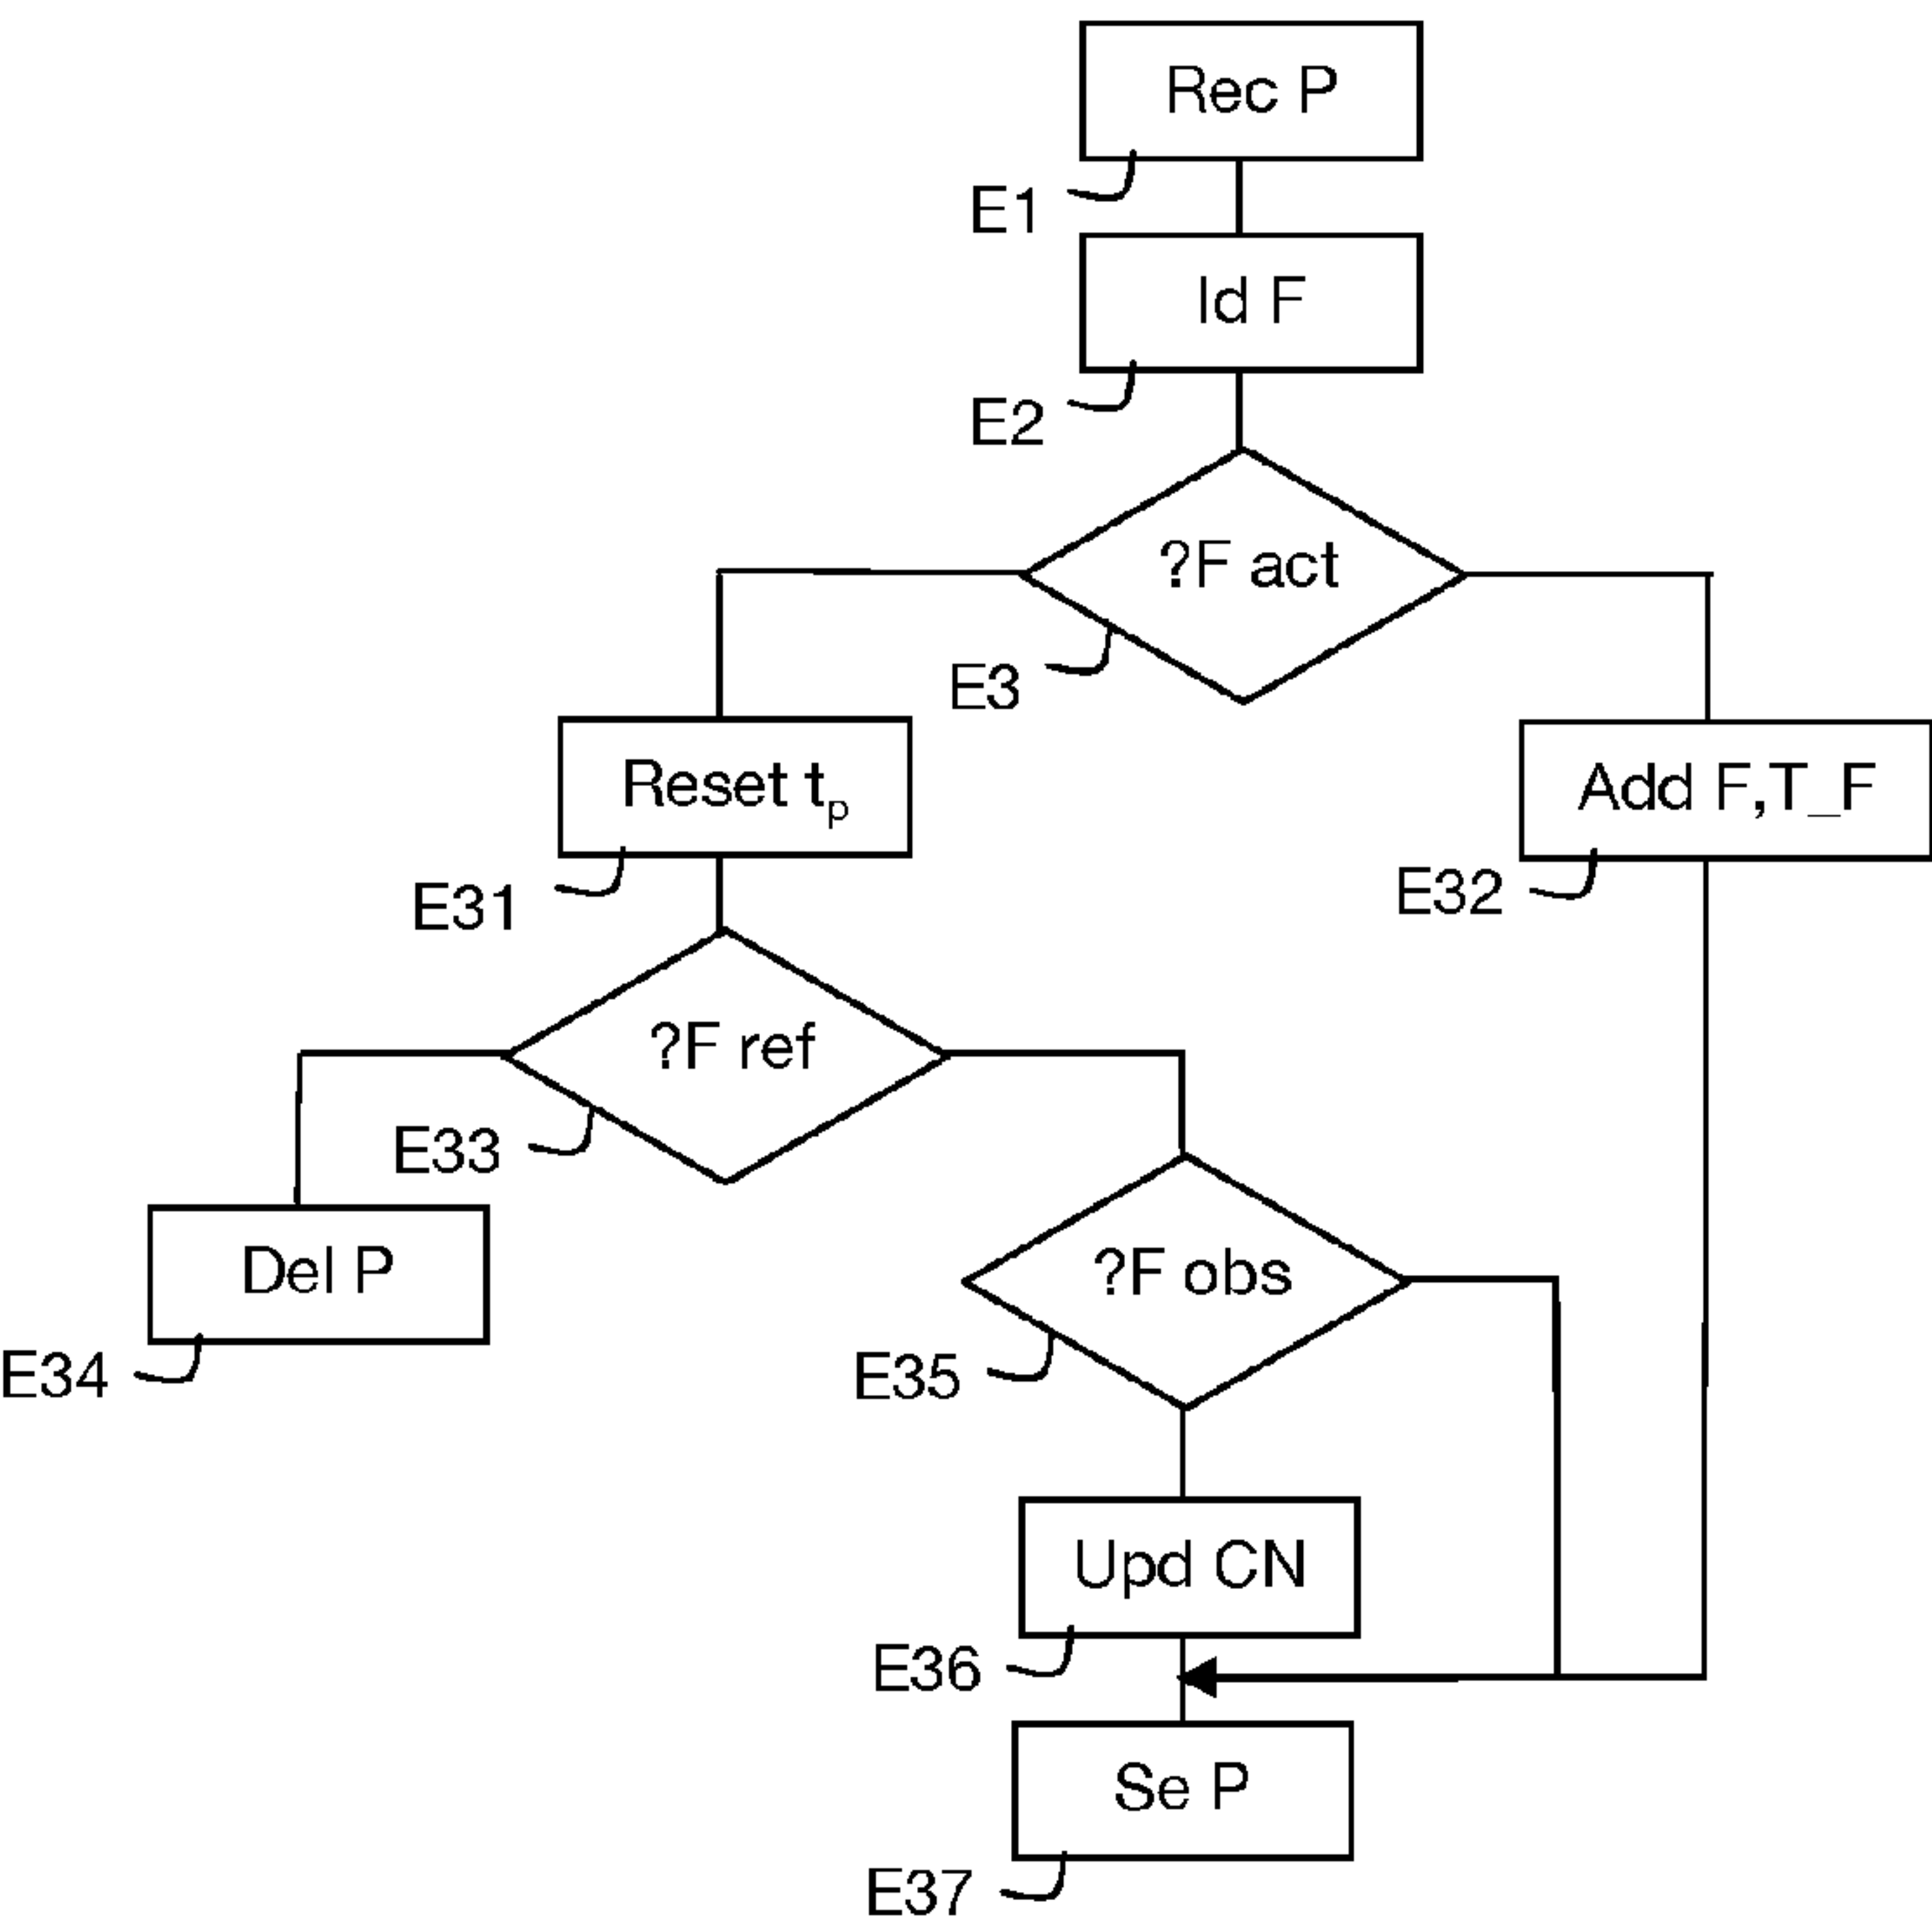 Rec P
E1
Id F
E2
?F act
E3
Reset tp
Add F,T_F
E31
E32
?F ref
E33
Del P
?F obs
E34
E35
Upd CN
E36
Se P
E37